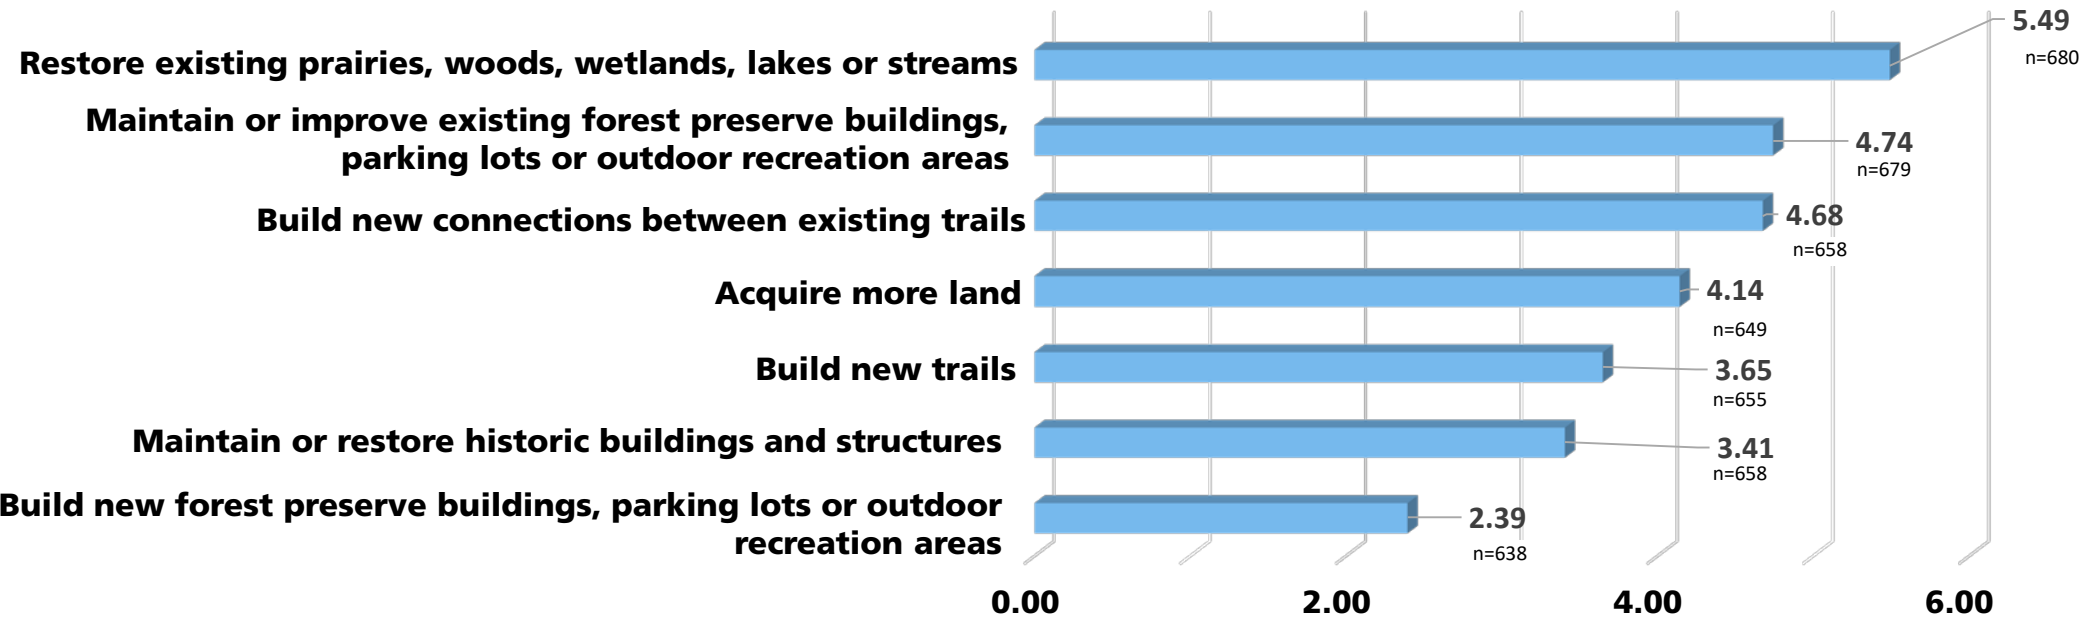 5.49
Restore existing prairies, woods, wetlands, lakes or streams
n=680
Maintain or improve existing forest preserve buildings,
parking lots or outdoor recreation areas
4.74
n=679
Build new connections between existing trails
4.68
n=658
Acquire more land
4.14
n=649
Build new trails
3.65
n=655
Maintain or restore historic buildings and structures
3.41
n=658
Build new forest preserve buildings, parking lots or outdoor
recreation areas
2.39
n=638
0.00 2.00 4.00 6.00